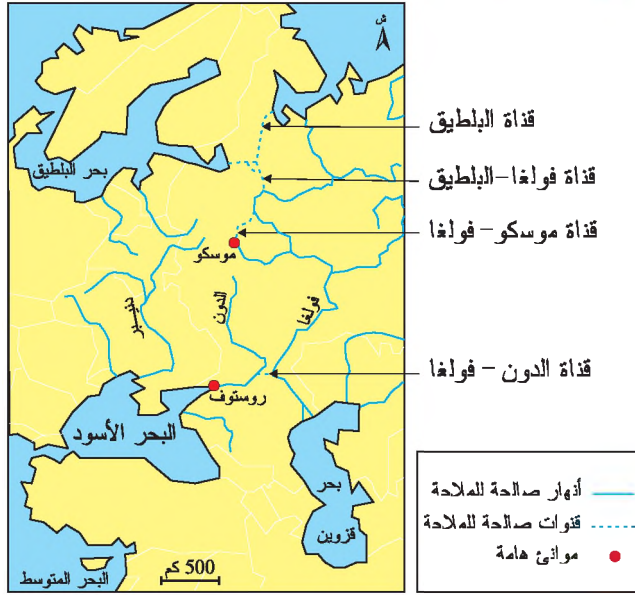 ش
قناة البلطيق
بحر البلطيق
قناة فولغا-البلطيق
قناة موسكو - فولغا
موسكو
دنيبر
الدون
فولغا
قناة الدون - فولغا
روستوف
البحر الأسود
بحر
قزوين
البحر المتوسط
500 كم
أنهار صالحة للملاحة
قنوات صالحة للملاحة
موانئ هامة